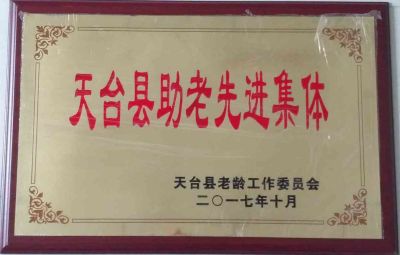 天台县助老先进集体
天台县老龄工作委员会
二〇一七年十月